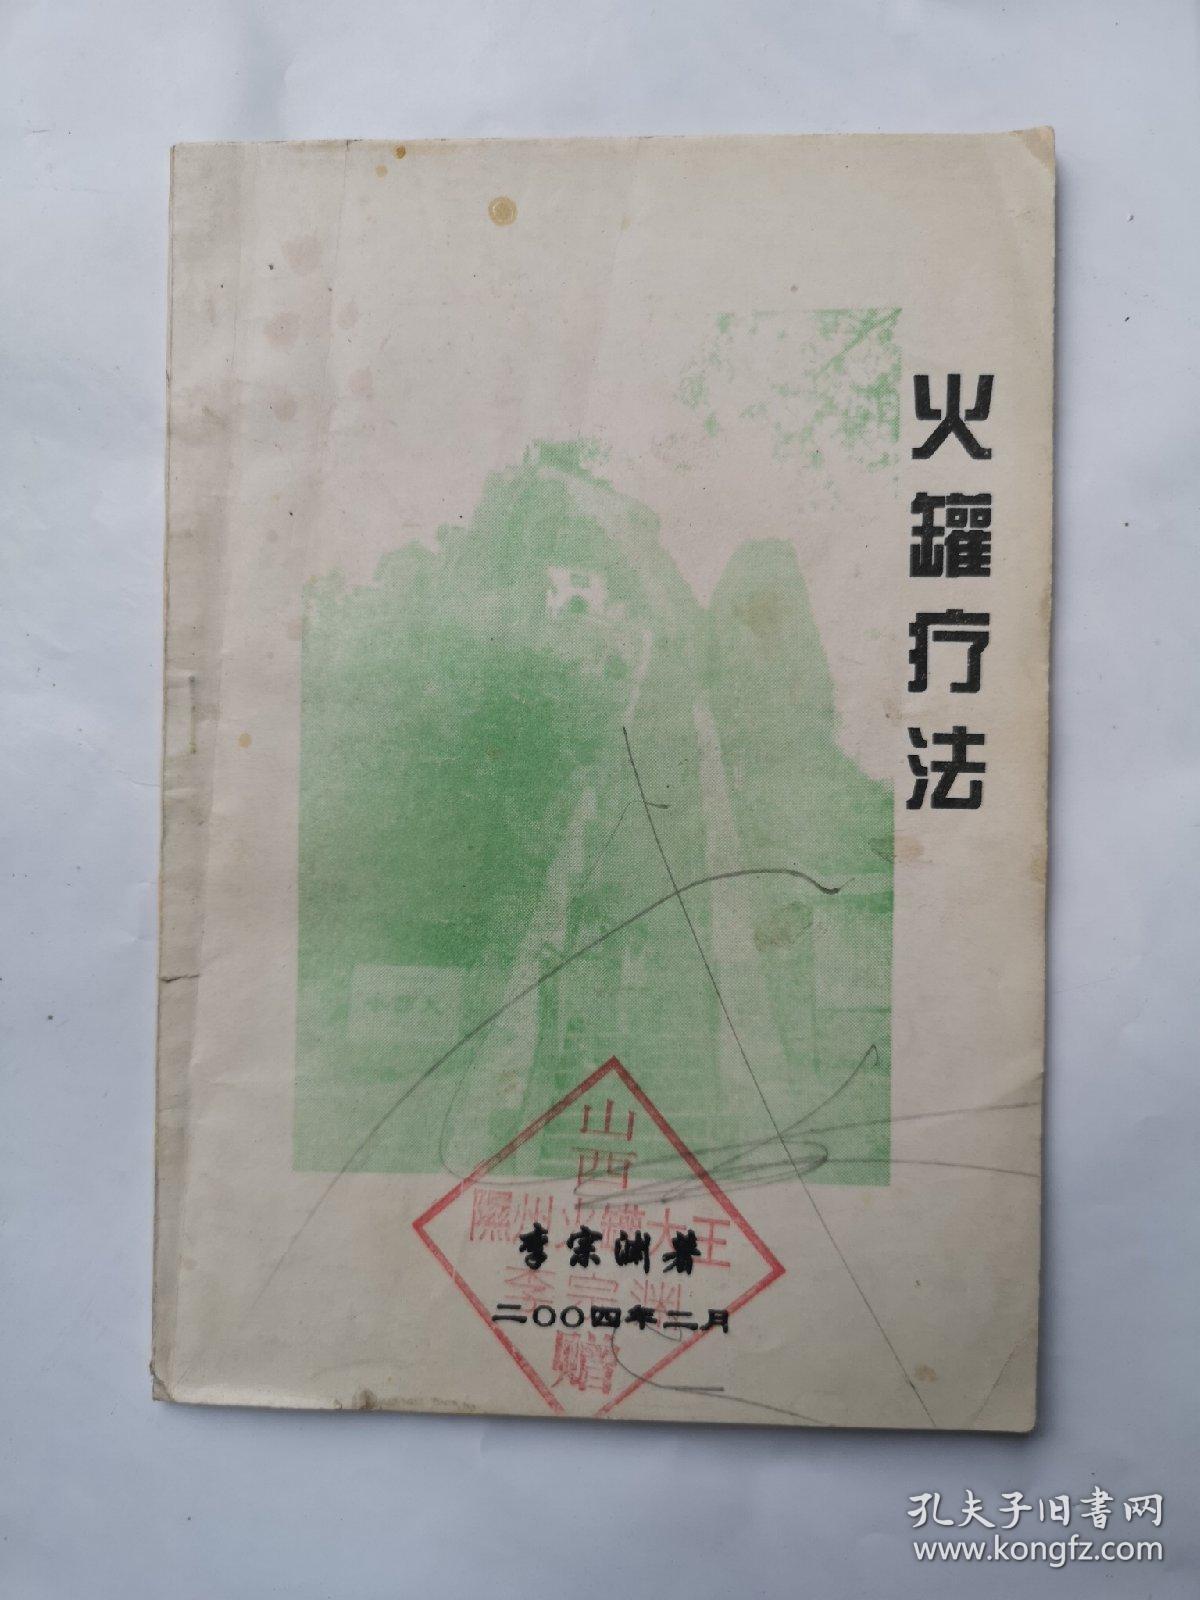 火罐疗法
山
西
隰州火罐大王
李宗渊
赠
李宗渊著
二〇〇四年二月
孔夫子旧书网
www.kongfz.com